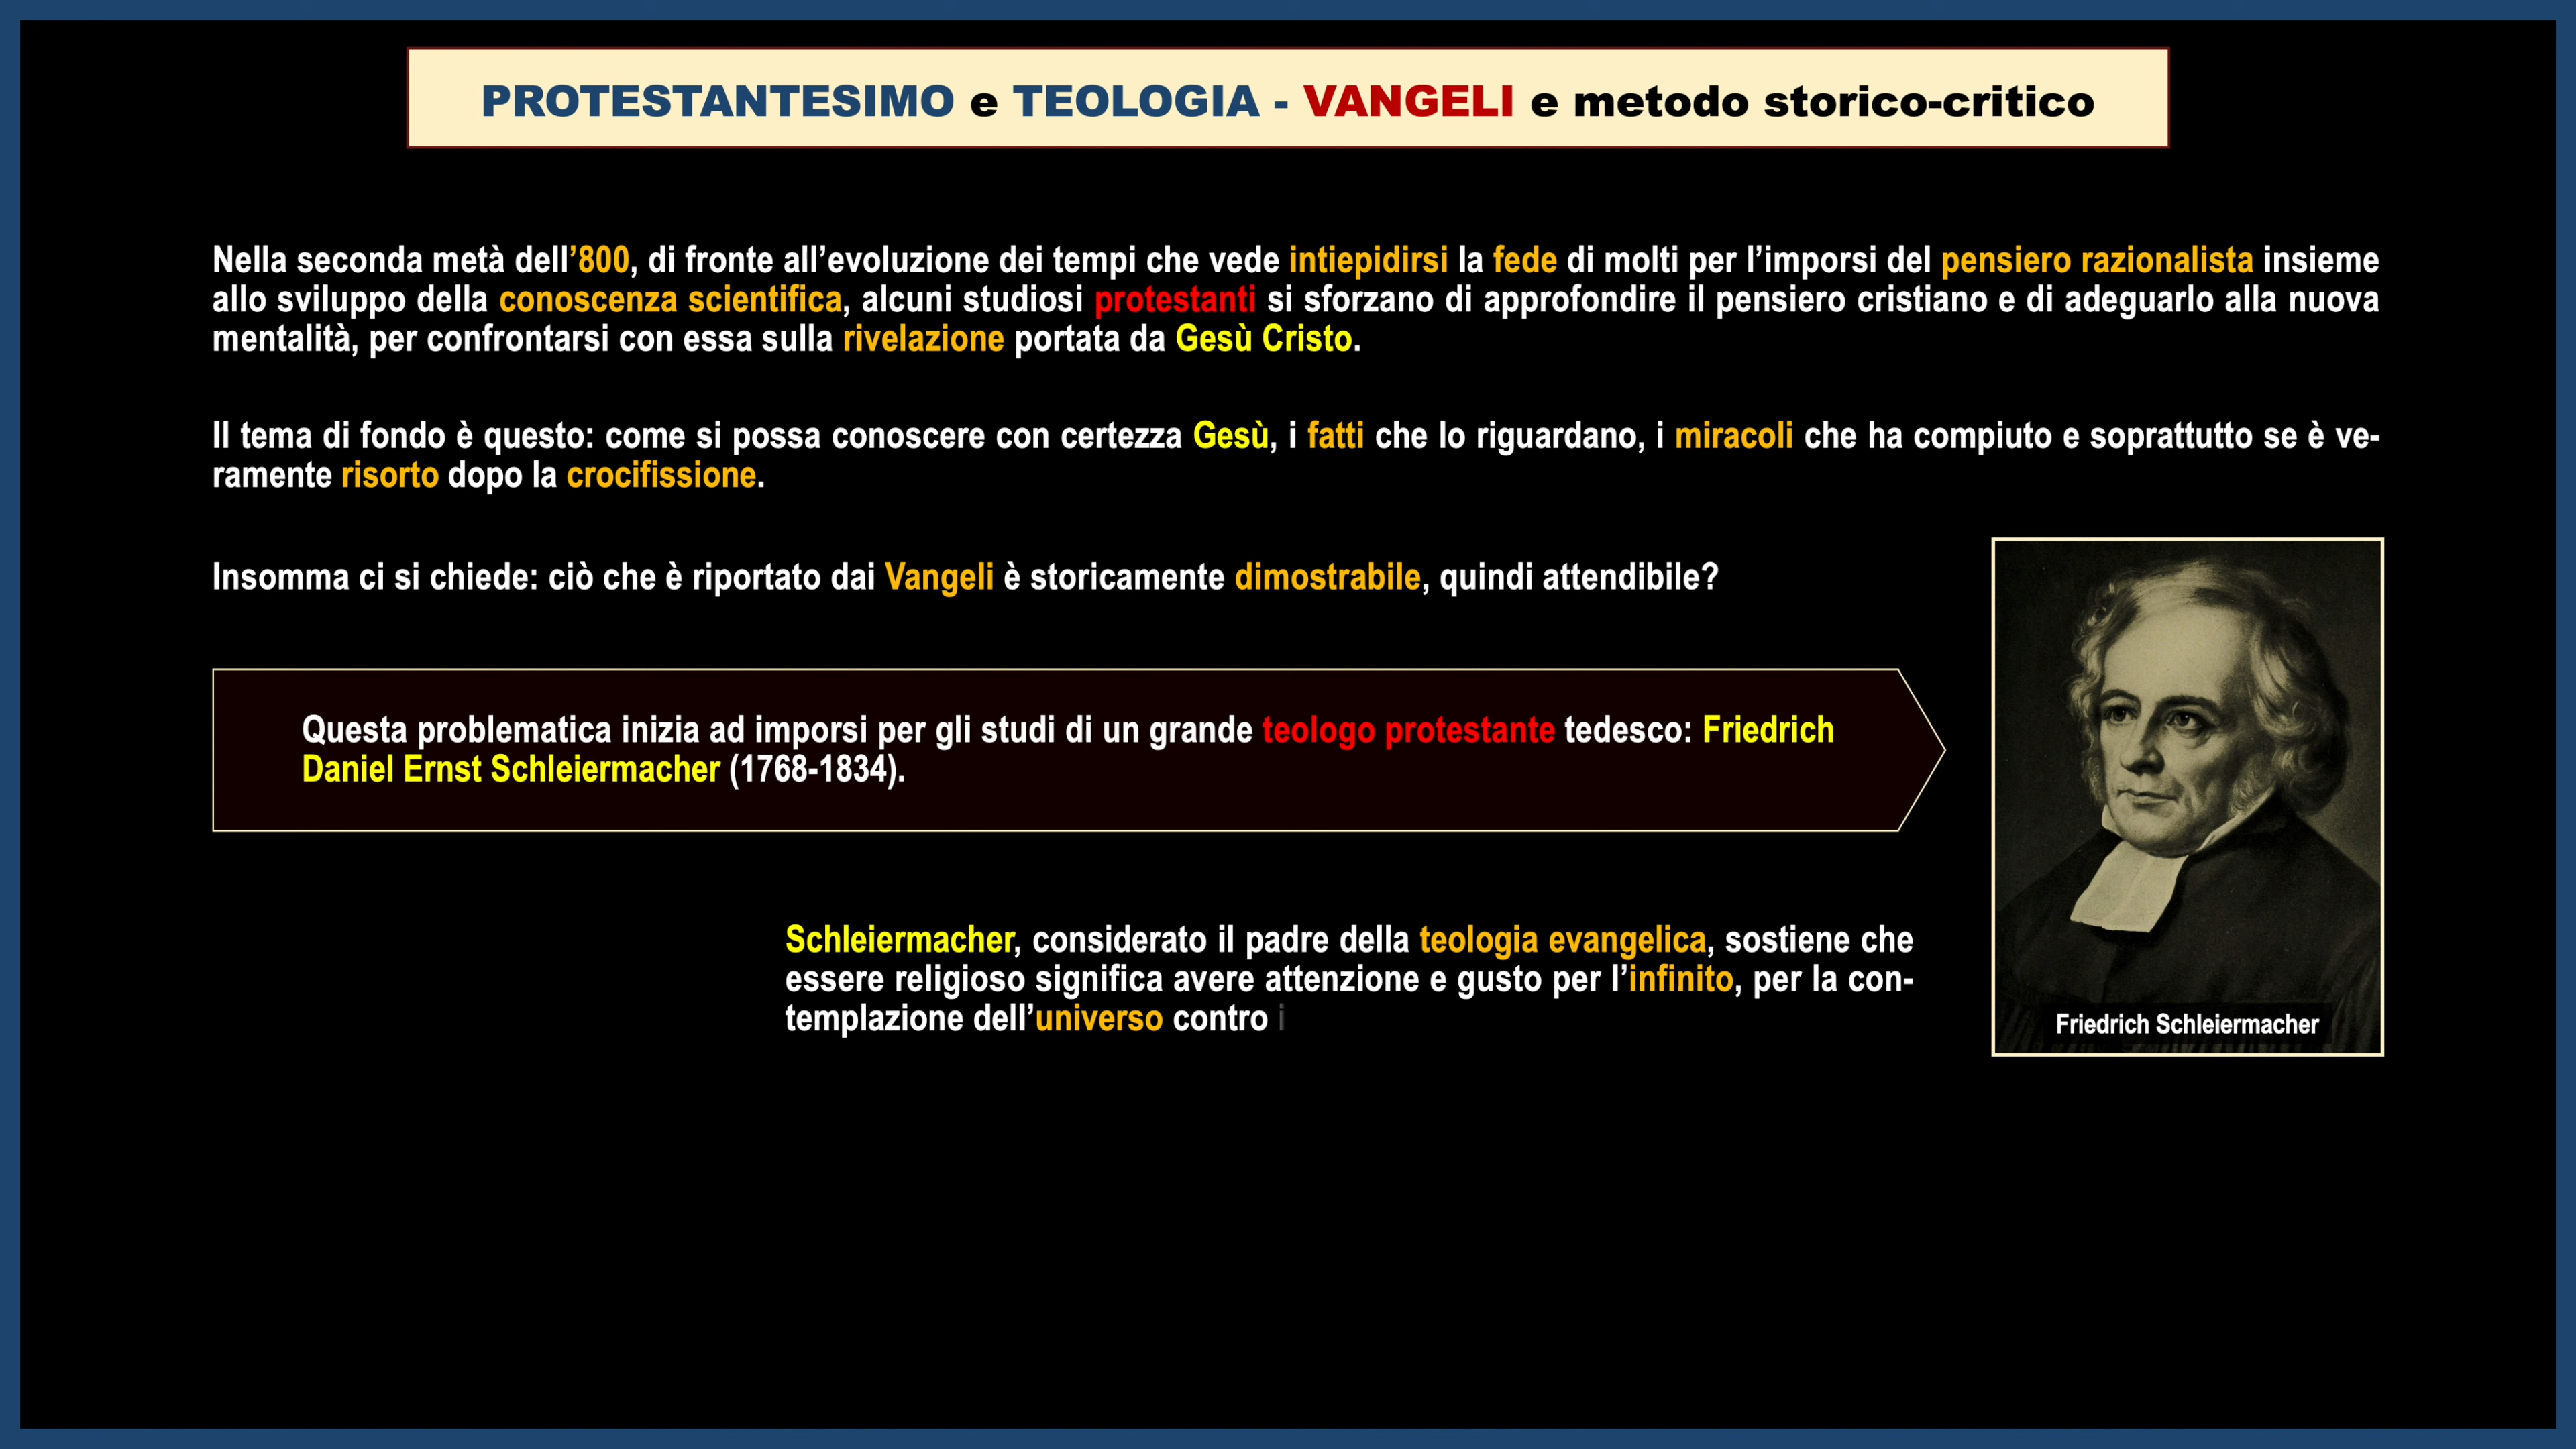 PROTESTANTESIMO e TEOLOGIA - VANGELI e metodo storico-critico
Nella seconda metà dell’800, di fronte all’evoluzione dei tempi che vede intiepidirsi la fede di molti per l’imporsi del pensiero razionalista insieme
allo sviluppo della conoscenza scientifica, alcuni studiosi protestanti si sforzano di approfondire il pensiero cristiano e di adeguarlo alla nuova
mentalità, per confrontarsi con essa sulla rivelazione portata da Gesù Cristo.
Il tema di fondo è questo: come si possa conoscere con certezza Gesù, i fatti che lo riguardano, i miracoli che ha compiuto e soprattutto se è ve-
ramente risorto dopo la crocifissione.
Insomma ci si chiede: ciò che è riportato dai Vangeli è storicamente dimostrabile, quindi attendibile?
Questa problematica inizia ad imporsi per gli studi di un grande teologo protestante tedesco: Friedrich
Daniel Ernst Schleiermacher (1768-1834).
Schleiermacher, considerato il padre della teologia evangelica, sostiene che
essere religioso significa avere attenzione e gusto per l’infinito, per la con-
templazione dell’universo contro i
Friedrich Schleiermacher